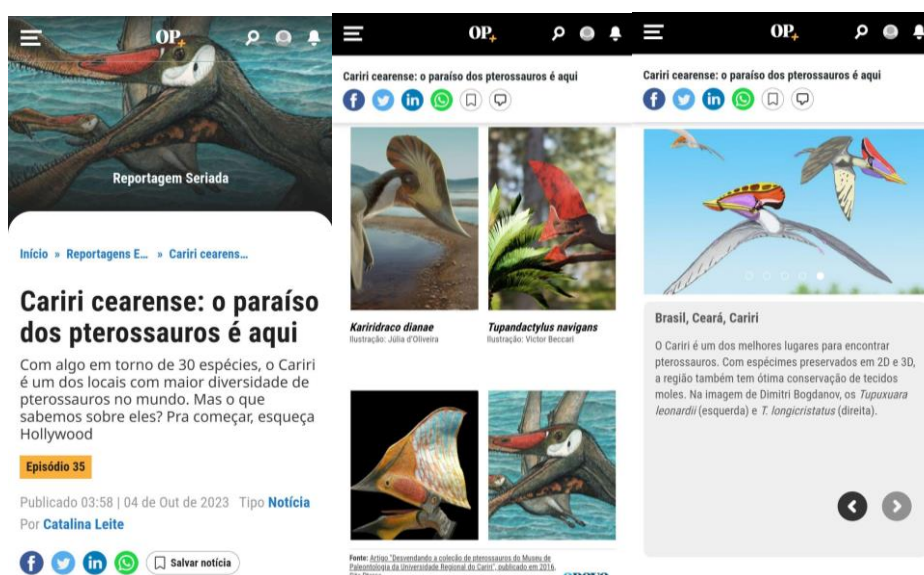 OP+
Reportagem Seriada
Início » Reportagens E... » Cariri cearens...
Cariri cearense: o paraíso
dos pterossauros é aqui
Com algo em torno de 30 espécies, o Cariri
é um dos locais com maior diversidade de
pterossauros no mundo. Mas o que
sabemos sobre eles? Pra começar, esqueça
Hollywood
Episódio 35
Publicado 03:58 | 04 de Out de 2023 Tipo Notícia
Por Catalina Leite
Salvar notícia
OP+
Cariri cearense: o paraíso dos pterossauros é aqui
Kariridraco dianae
Ilustração: Júlia d'Oliveira
Tupandactylus navigans
Ilustração: Victor Beccari
Fonte: Artigo "Desvendando a coleção de pterossauros do Museu de
Paleontologia da Universidade Regional do Cariri", publicado em 2016.
OP+
Cariri cearense: o paraíso dos pterossauros é aqui
Brasil, Ceará, Cariri
O Cariri é um dos melhores lugares para encontrar
pterossauros. Com espécimes preservados em 2D e 3D,
a região também tem ótima conservação de tecidos
moles. Na imagem de Dimitri Bogdanov, os Tupuxuara
leonardii (esquerda) e T. longicristatus (direita).